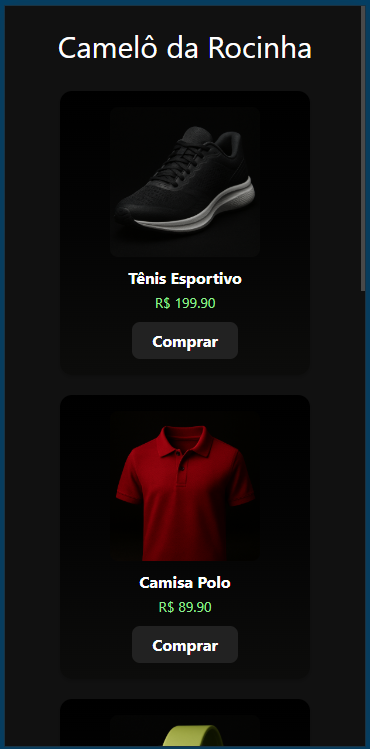 Camelô da Rocinha
Tênis Esportivo
R$ 199.90
Comprar
Camisa Polo
R$ 89.90
Comprar